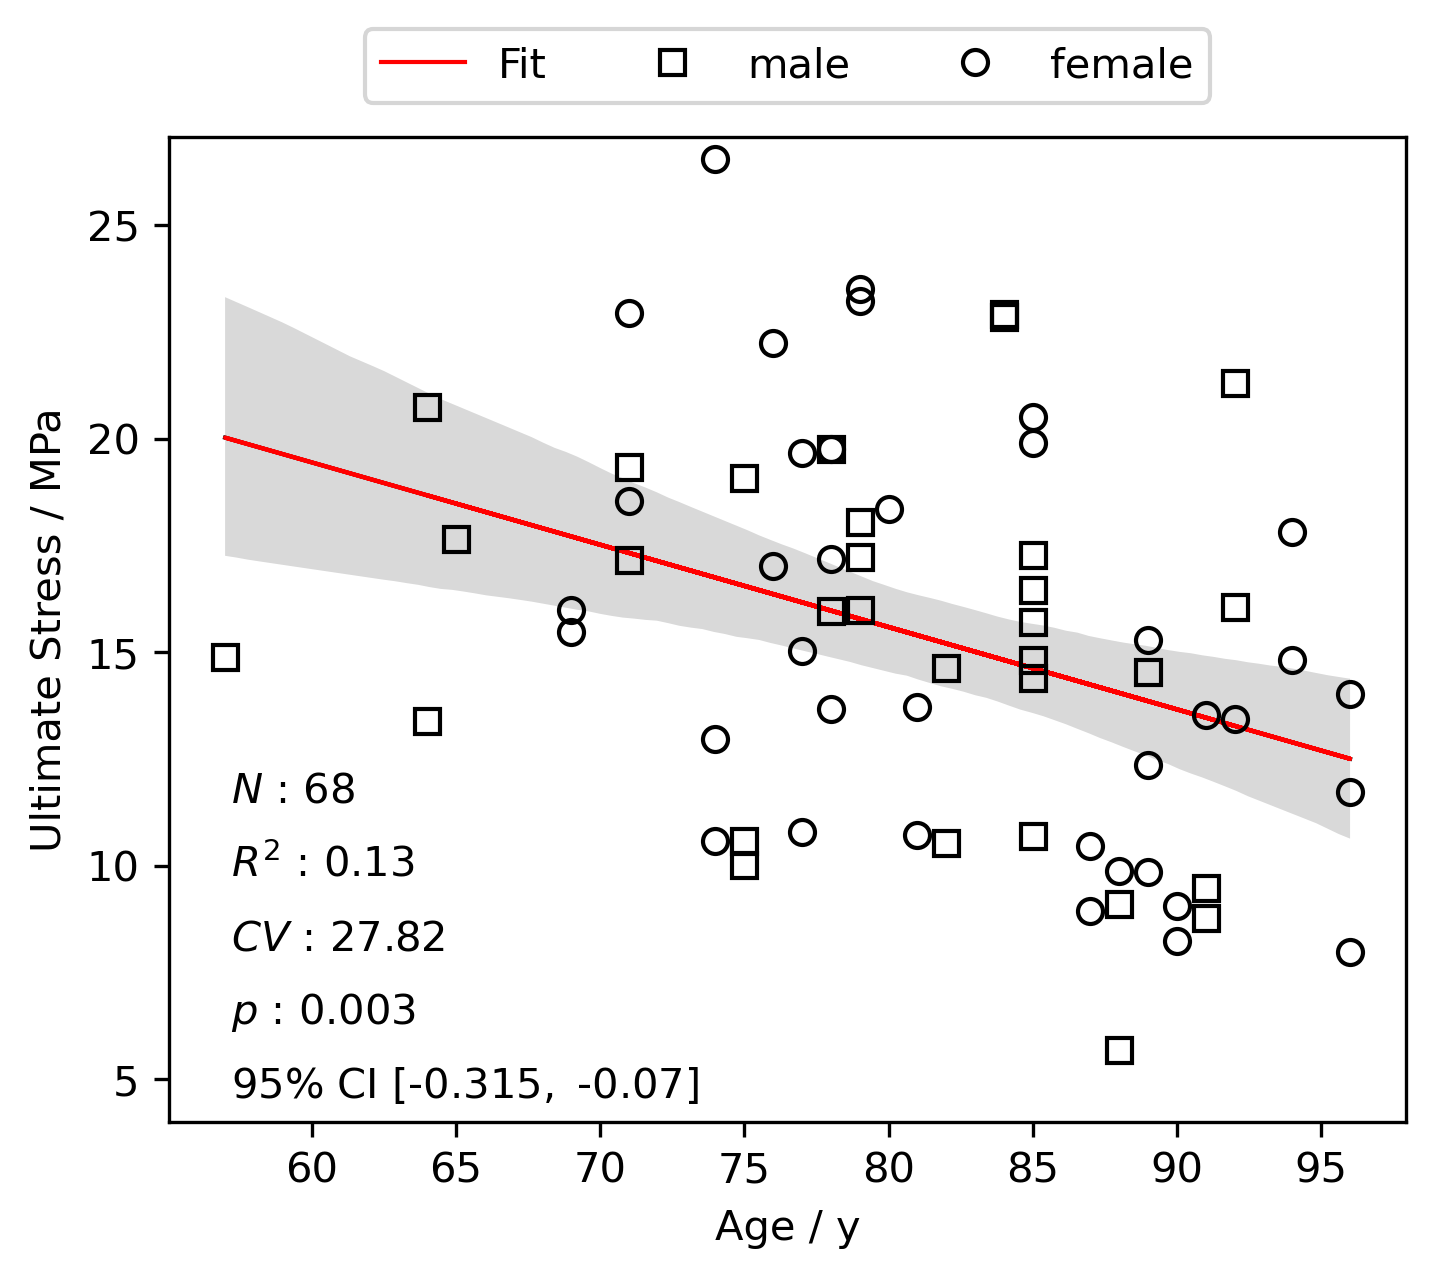 Fit male female
25
20
15
10
5
Ultimate Stress / MPa
N : 68
R² : 0.13
CV : 27.82
p : 0.003
95% CI [-0.315, -0.07]
60 65 70 75 80 85 90 95
Age / y